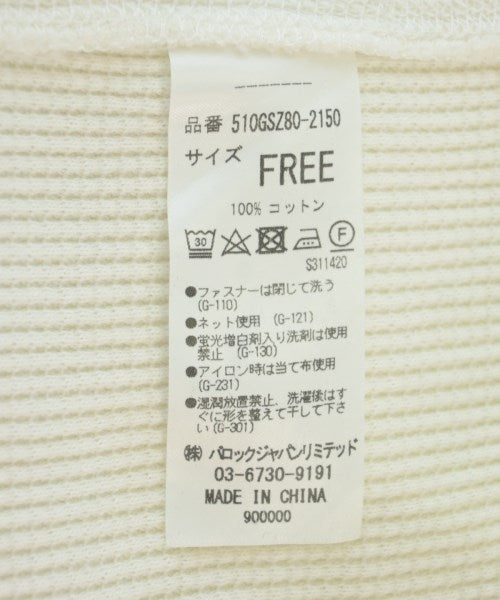 品番 510GSZ80-2150
サイズ FREE
100% コットン
30
F
S311420
●ファスナーは閉じて洗う
(G-110)
●ネット使用 (G-121)
●蛍光増白剤入り洗剤は使用
禁止 (G-130)
●アイロン時は当て布使用
(G-231)
●湿潤放置禁止、洗濯後はす
ぐに形を整えて干して下さ
い(G-301)
㈱ バロックジャパンリミテッド
03-6730-9191
MADE IN CHINA
900000